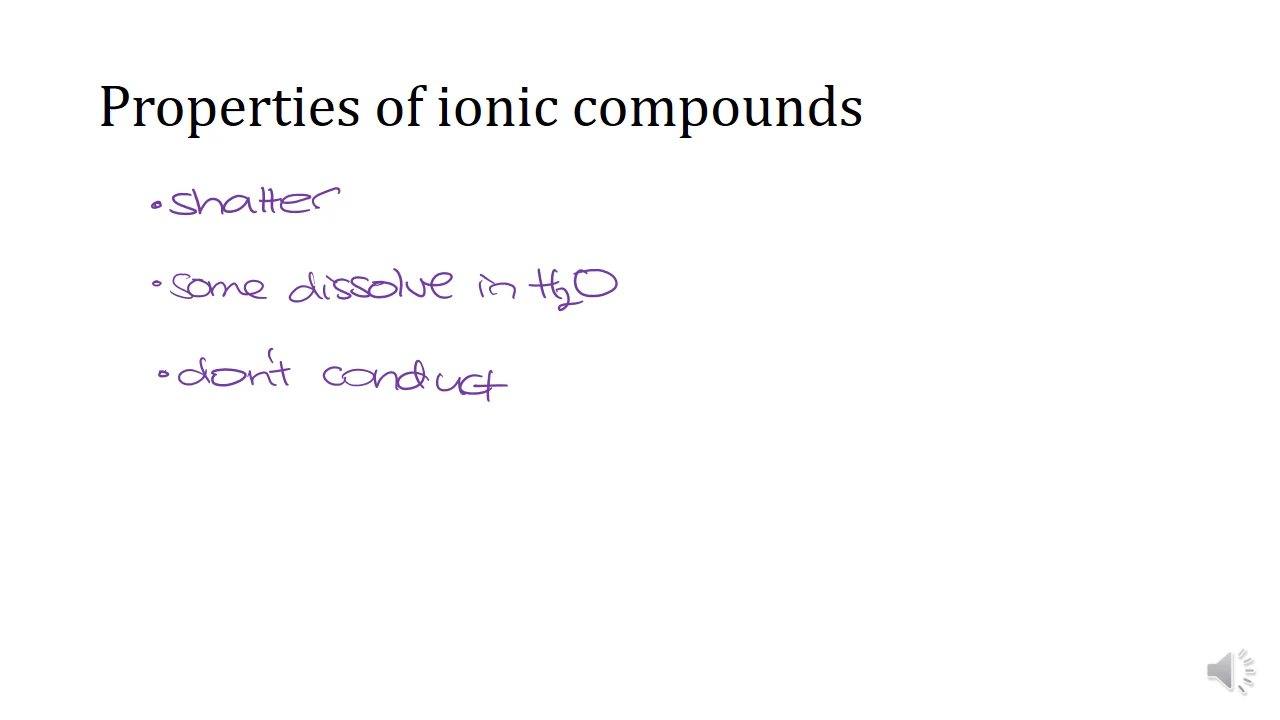 Properties of ionic compounds
• shatter
• some dissolve in H₂O
• don't conduct